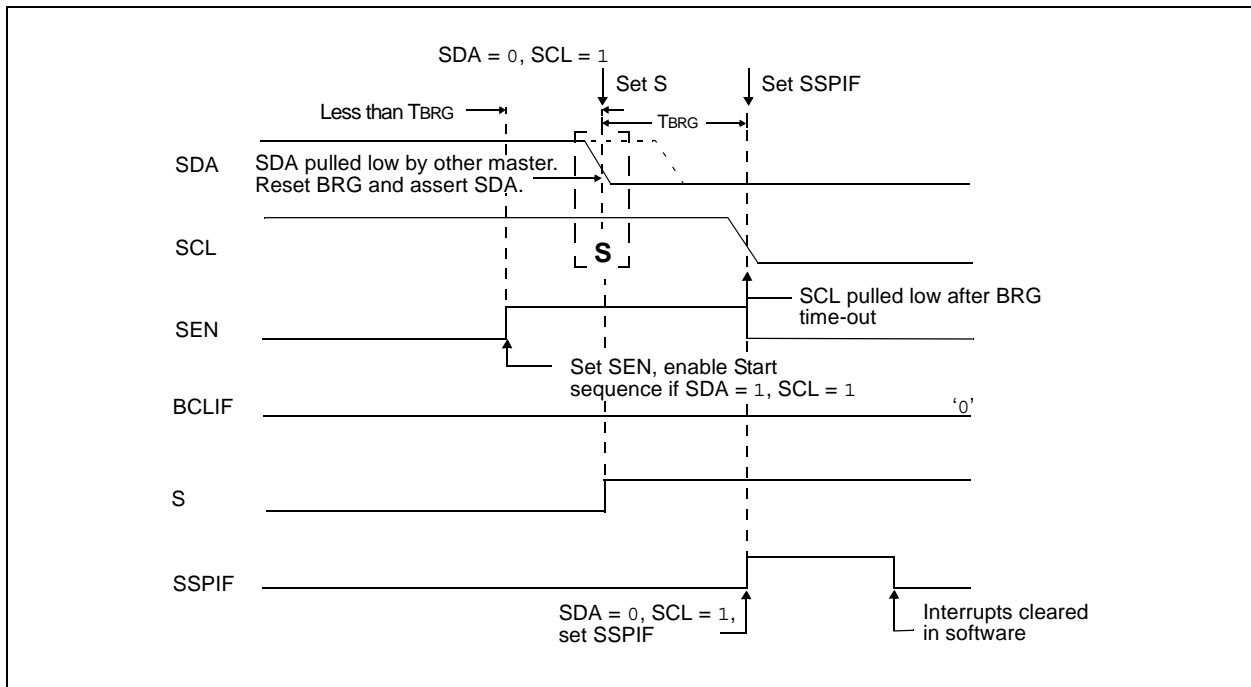 SDA = 0, SCL = 1
Set S
Set SSPIF
Less than TBRG
TBRG
SDA
SDA pulled low by other master.
Reset BRG and assert SDA.
SCL
S
SCL pulled low after BRG
time-out
SEN
Set SEN, enable Start
sequence if SDA = 1, SCL = 1
BCLIF
‘0’
S
SSPIF
SDA = 0, SCL = 1,
set SSPIF
Interrupts cleared
in software